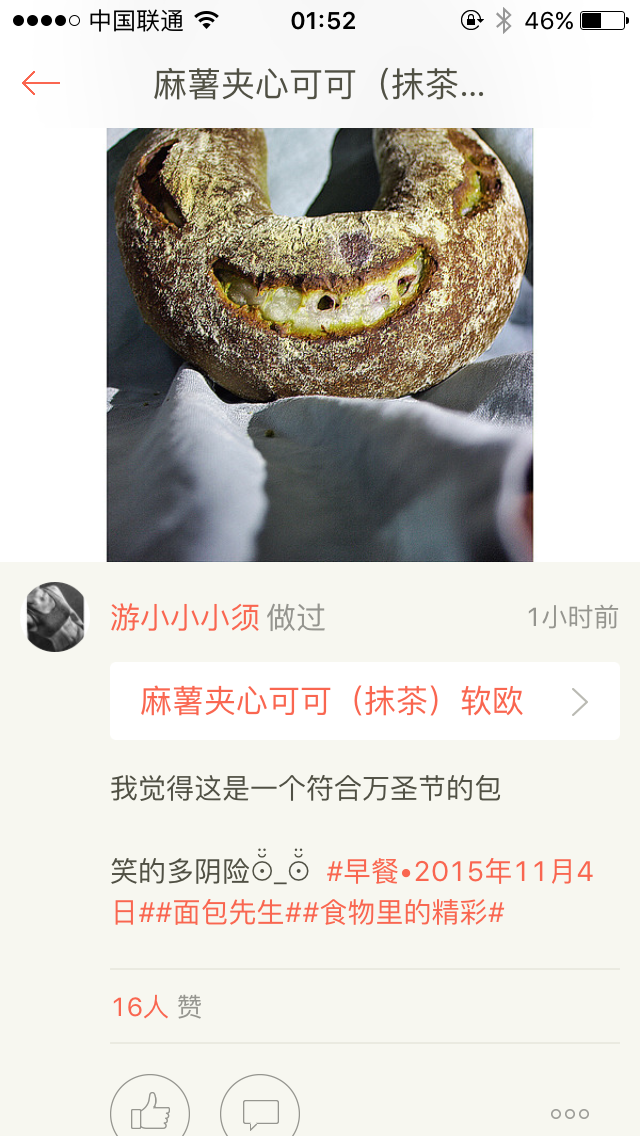 中国联通 01:52 46%
麻薯夹心可可（抹茶...
游小小小须 做过 1小时前
麻薯夹心可可（抹茶）软欧
我觉得这是一个符合万圣节的包
笑的多阴险ʘ̆_ʘ̆ #早餐•2015年11月4
日##面包先生##食物里的精彩#
16人 赞